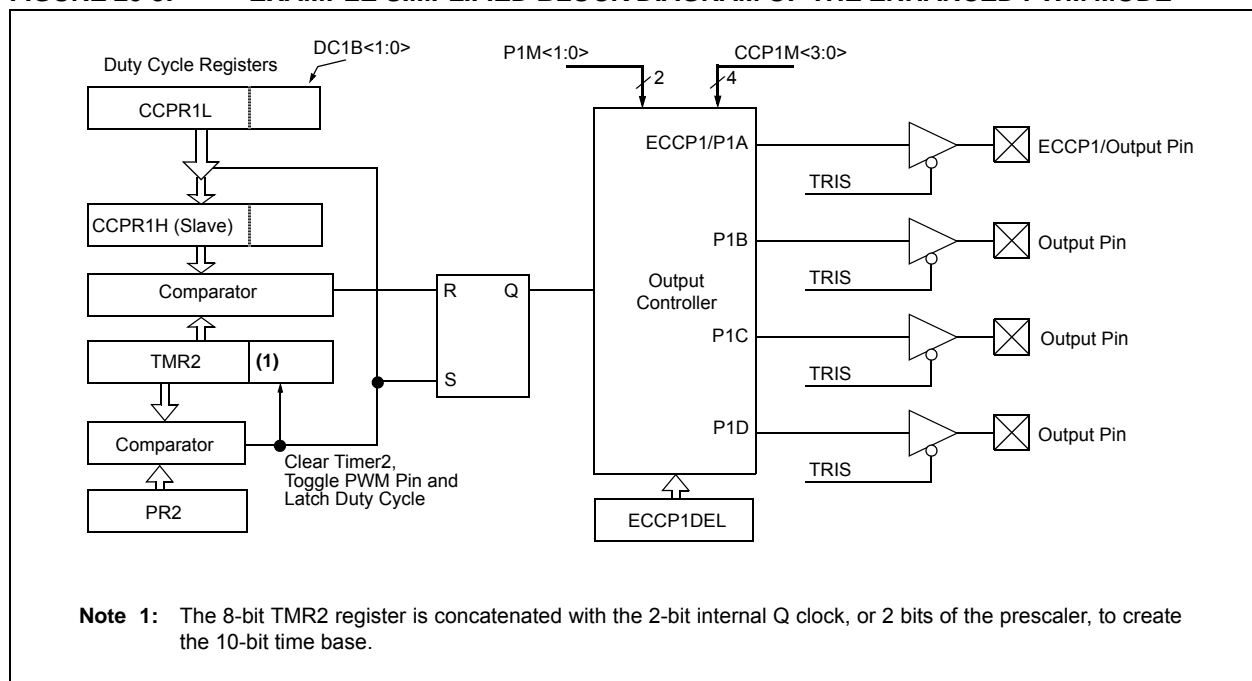 DC1B<1:0>
Duty Cycle Registers
CCPR1L
CCPR1H (Slave)
Comparator
TMR2
(1)
Comparator
PR2
Clear Timer2,
Toggle PWM Pin and
Latch Duty Cycle
R
Q
S
P1M<1:0>
2
CCP1M<3:0>
4
Output
Controller
ECCP1/P1A
TRIS
ECCP1/Output Pin
P1B
TRIS
Output Pin
P1C
TRIS
Output Pin
P1D
TRIS
Output Pin
ECCP1DEL
Note 1: The 8-bit TMR2 register is concatenated with the 2-bit internal Q clock, or 2 bits of the prescaler, to create
the 10-bit time base.